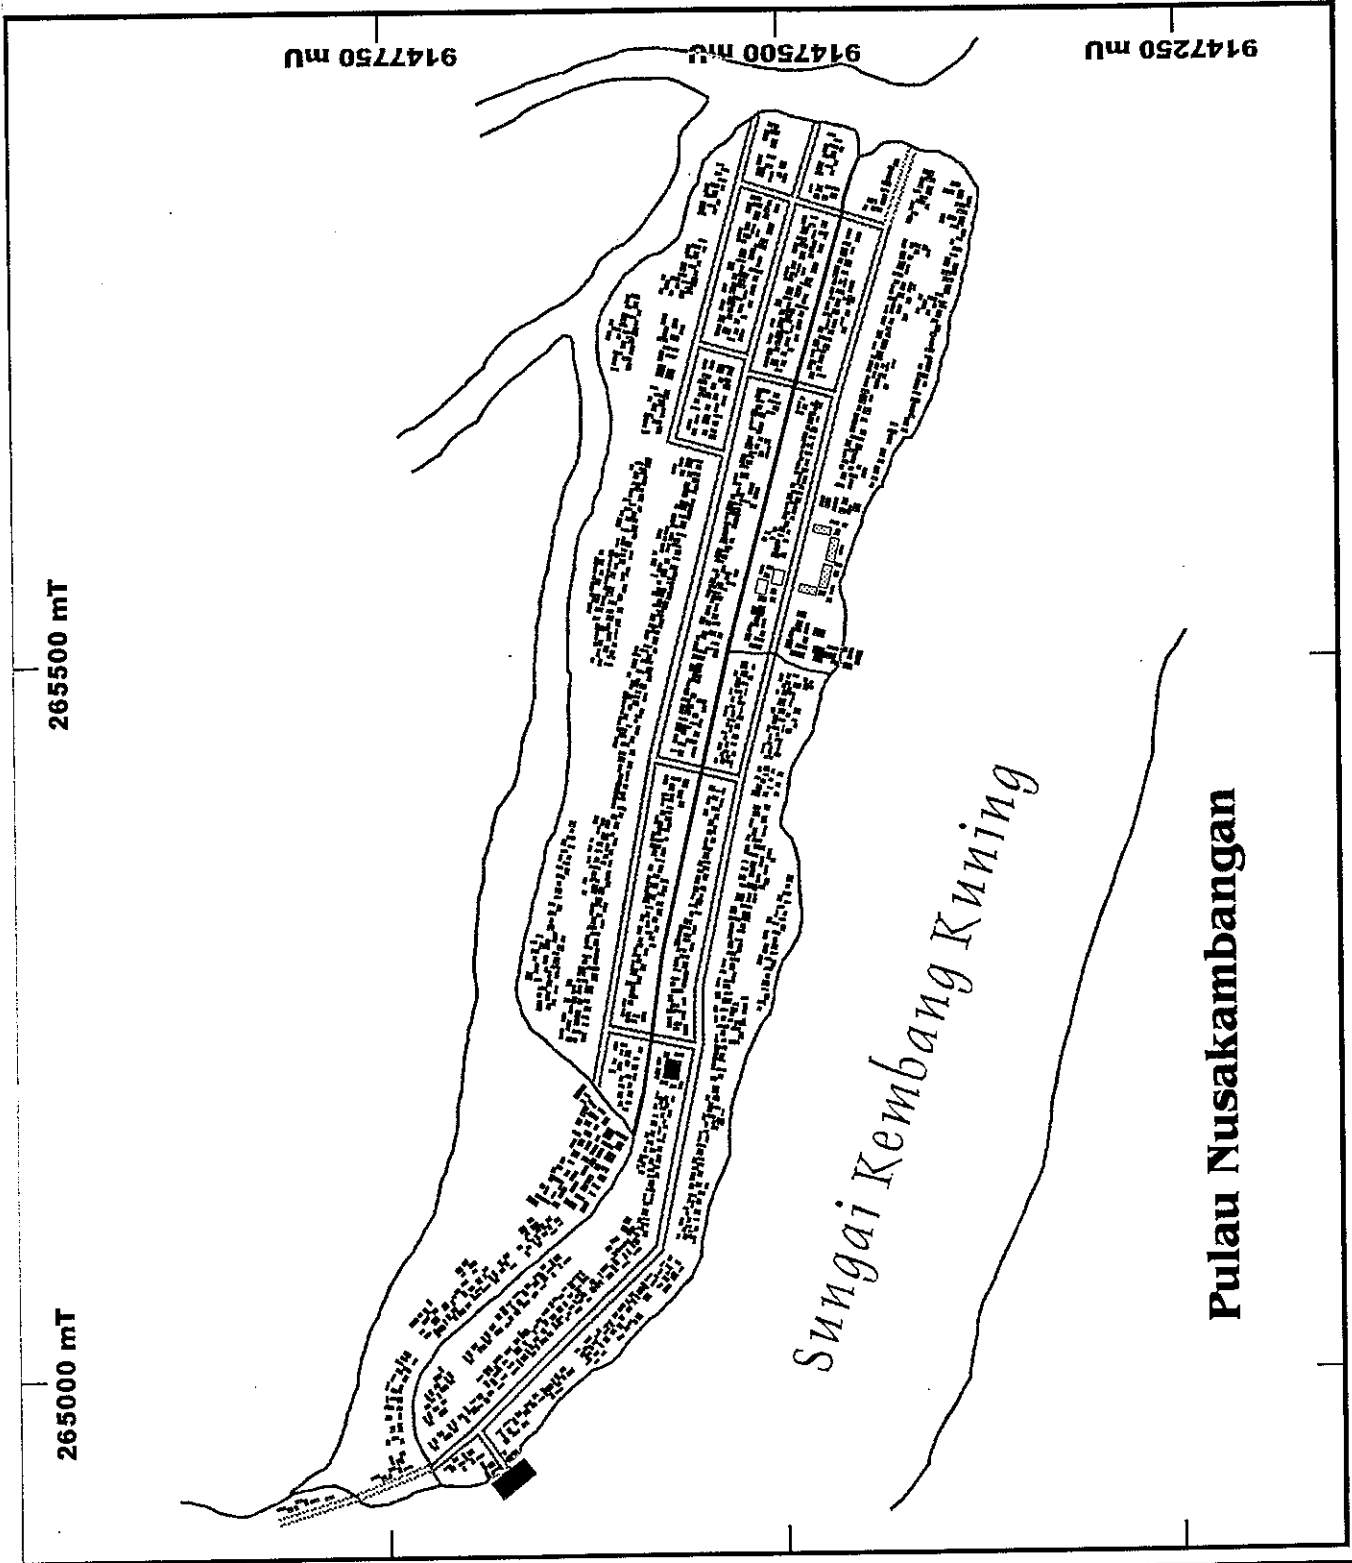 9147750 mU
9147500 mU
9147250 mU
265500 mT
265000 mT
Sungai Kembang Kuning
Pulau Nusakambangan